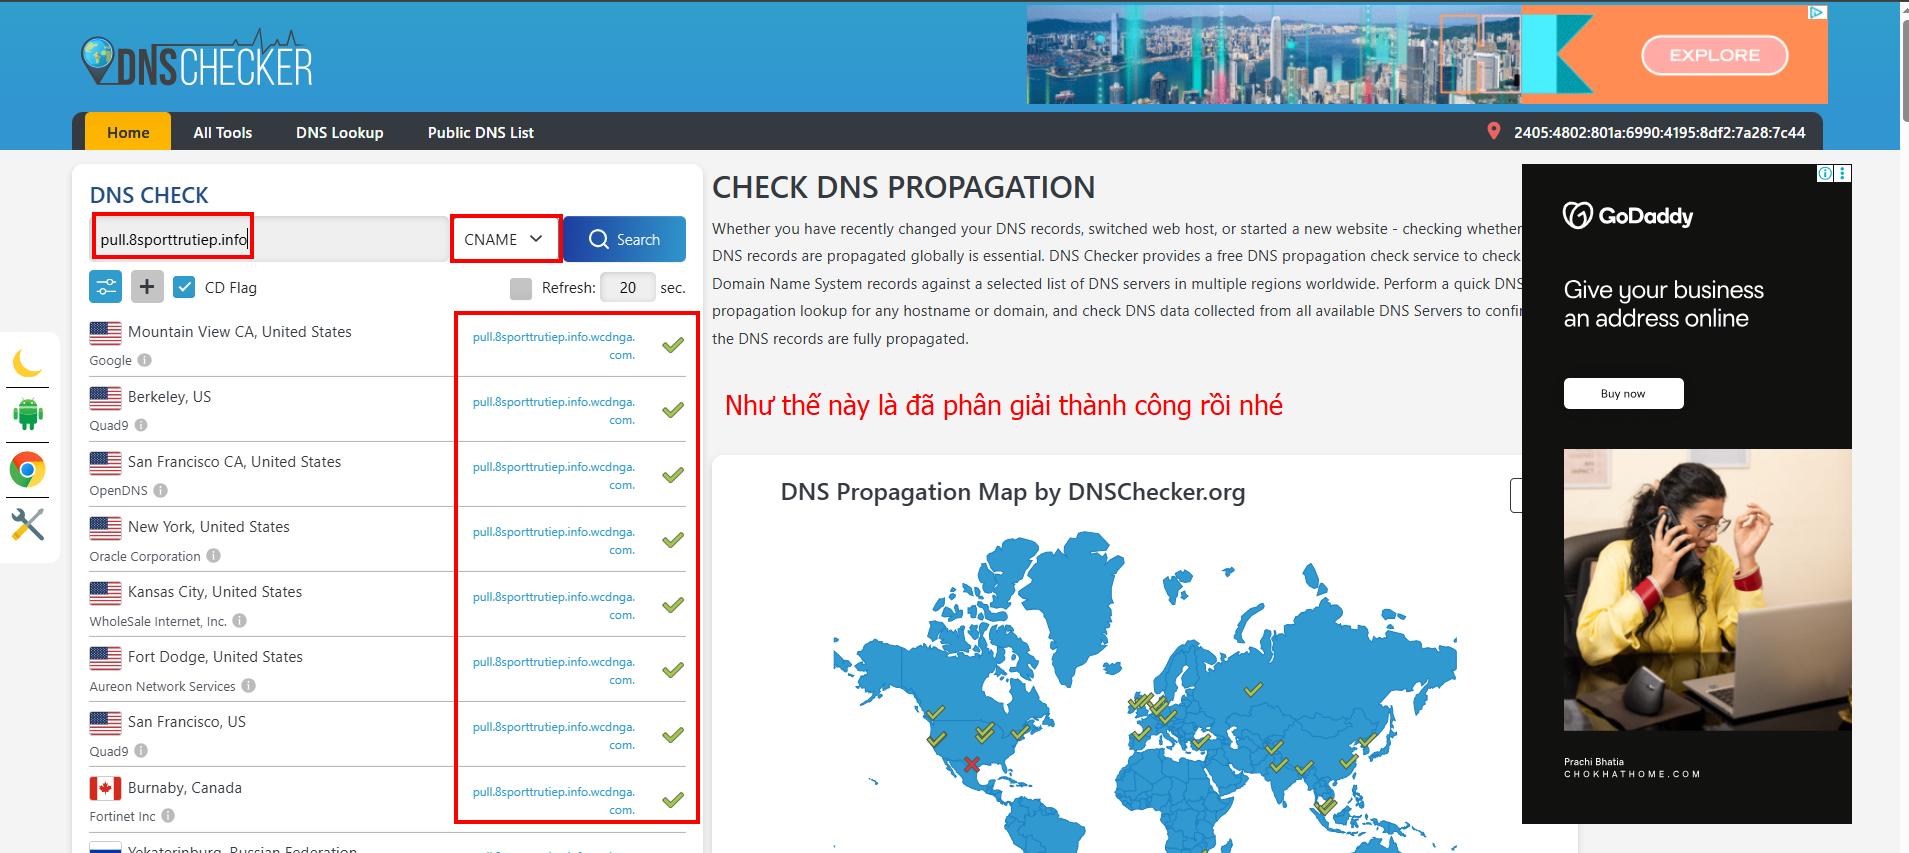 DNSCHECKER
EXPLORE
Home
All Tools
DNS Lookup
Public DNS List
2405:4802:801a:6990:4195:8df2:7a28:7c44
DNS CHECK
pull.8sporttrutiep.info
CNAME
Search
CD Flag
Refresh: 20 sec.
Mountain View CA, United States
Google
pull.8sporttrutiep.info.wcdnga.
com.
Berkeley, US
Quad9
pull.8sporttrutiep.info.wcdnga.
com.
San Francisco CA, United States
OpenDNS
pull.8sporttrutiep.info.wcdnga.
com.
New York, United States
Oracle Corporation
pull.8sporttrutiep.info.wcdnga.
com.
Kansas City, United States
WholeSale Internet, Inc.
pull.8sporttrutiep.info.wcdnga.
com.
Fort Dodge, United States
Aureon Network Services
pull.8sporttrutiep.info.wcdnga.
com.
San Francisco, US
Quad9
pull.8sporttrutiep.info.wcdnga.
com.
Burnaby, Canada
Fortinet Inc
pull.8sporttrutiep.info.wcdnga.
com.
Yekaterinburg, Russian Federation
CHECK DNS PROPAGATION
Whether you have recently changed your DNS records, switched web host, or started a new website - checking whether
DNS records are propagated globally is essential. DNS Checker provides a free DNS propagation check service to check
Domain Name System records against a selected list of DNS servers in multiple regions worldwide. Perform a quick DNS
propagation lookup for any hostname or domain, and check DNS data collected from all available DNS Servers to confi
the DNS records are fully propagated.
Như thế này là đã phân giải thành công rồi nhé
DNS Propagation Map by DNSChecker.org
GoDaddy
Give your business
an address online
Buy now
Prachi Bhatia
CHOKHATHOME.COM